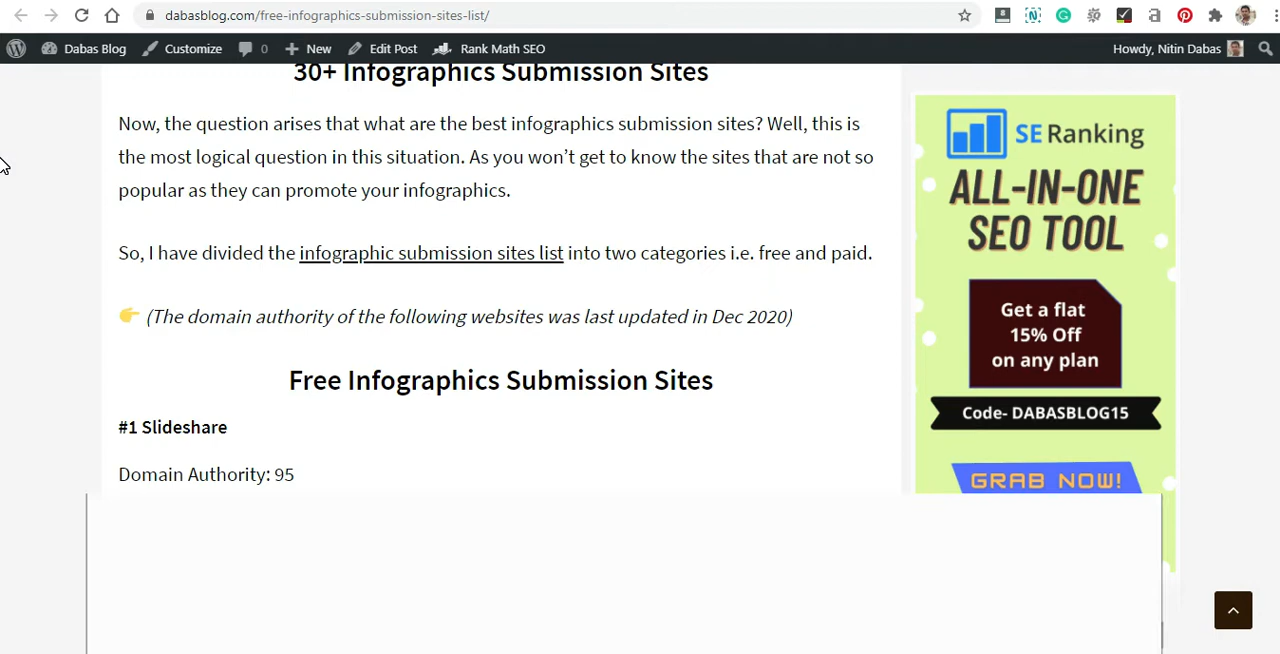 dabasblog.com/free-infographics-submission-sites-list/
Dabas Blog Customize 0 New Edit Post Rank Math SEO Howdy, Nitin Dabas
30+ Infographics Submission Sites
Now, the question arises that what are the best infographics submission sites? Well, this is
the most logical question in this situation. As you won’t get to know the sites that are not so
popular as they can promote your infographics.
So, I have divided the infographic submission sites list into two categories i.e. free and paid.
(The domain authority of the following websites was last updated in Dec 2020)
Free Infographics Submission Sites
#1 Slideshare
Domain Authority: 95
SE Ranking
ALL-IN-ONE
SEO TOOL
Get a flat
15% Off
on any plan
Code- DABASBLOG15
GRAB NOW!